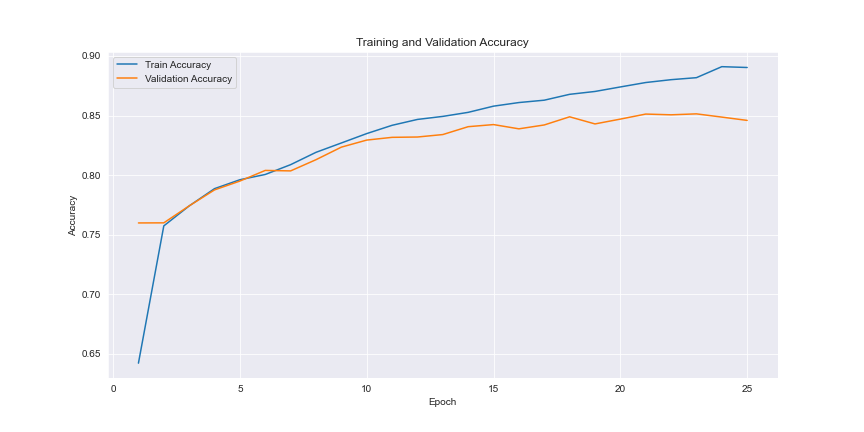 Training and Validation Accuracy
Train Accuracy
Validation Accuracy
Accuracy
0.90
0.85
0.80
0.75
0.70
0.65
0
5
10
15
20
25
Epoch